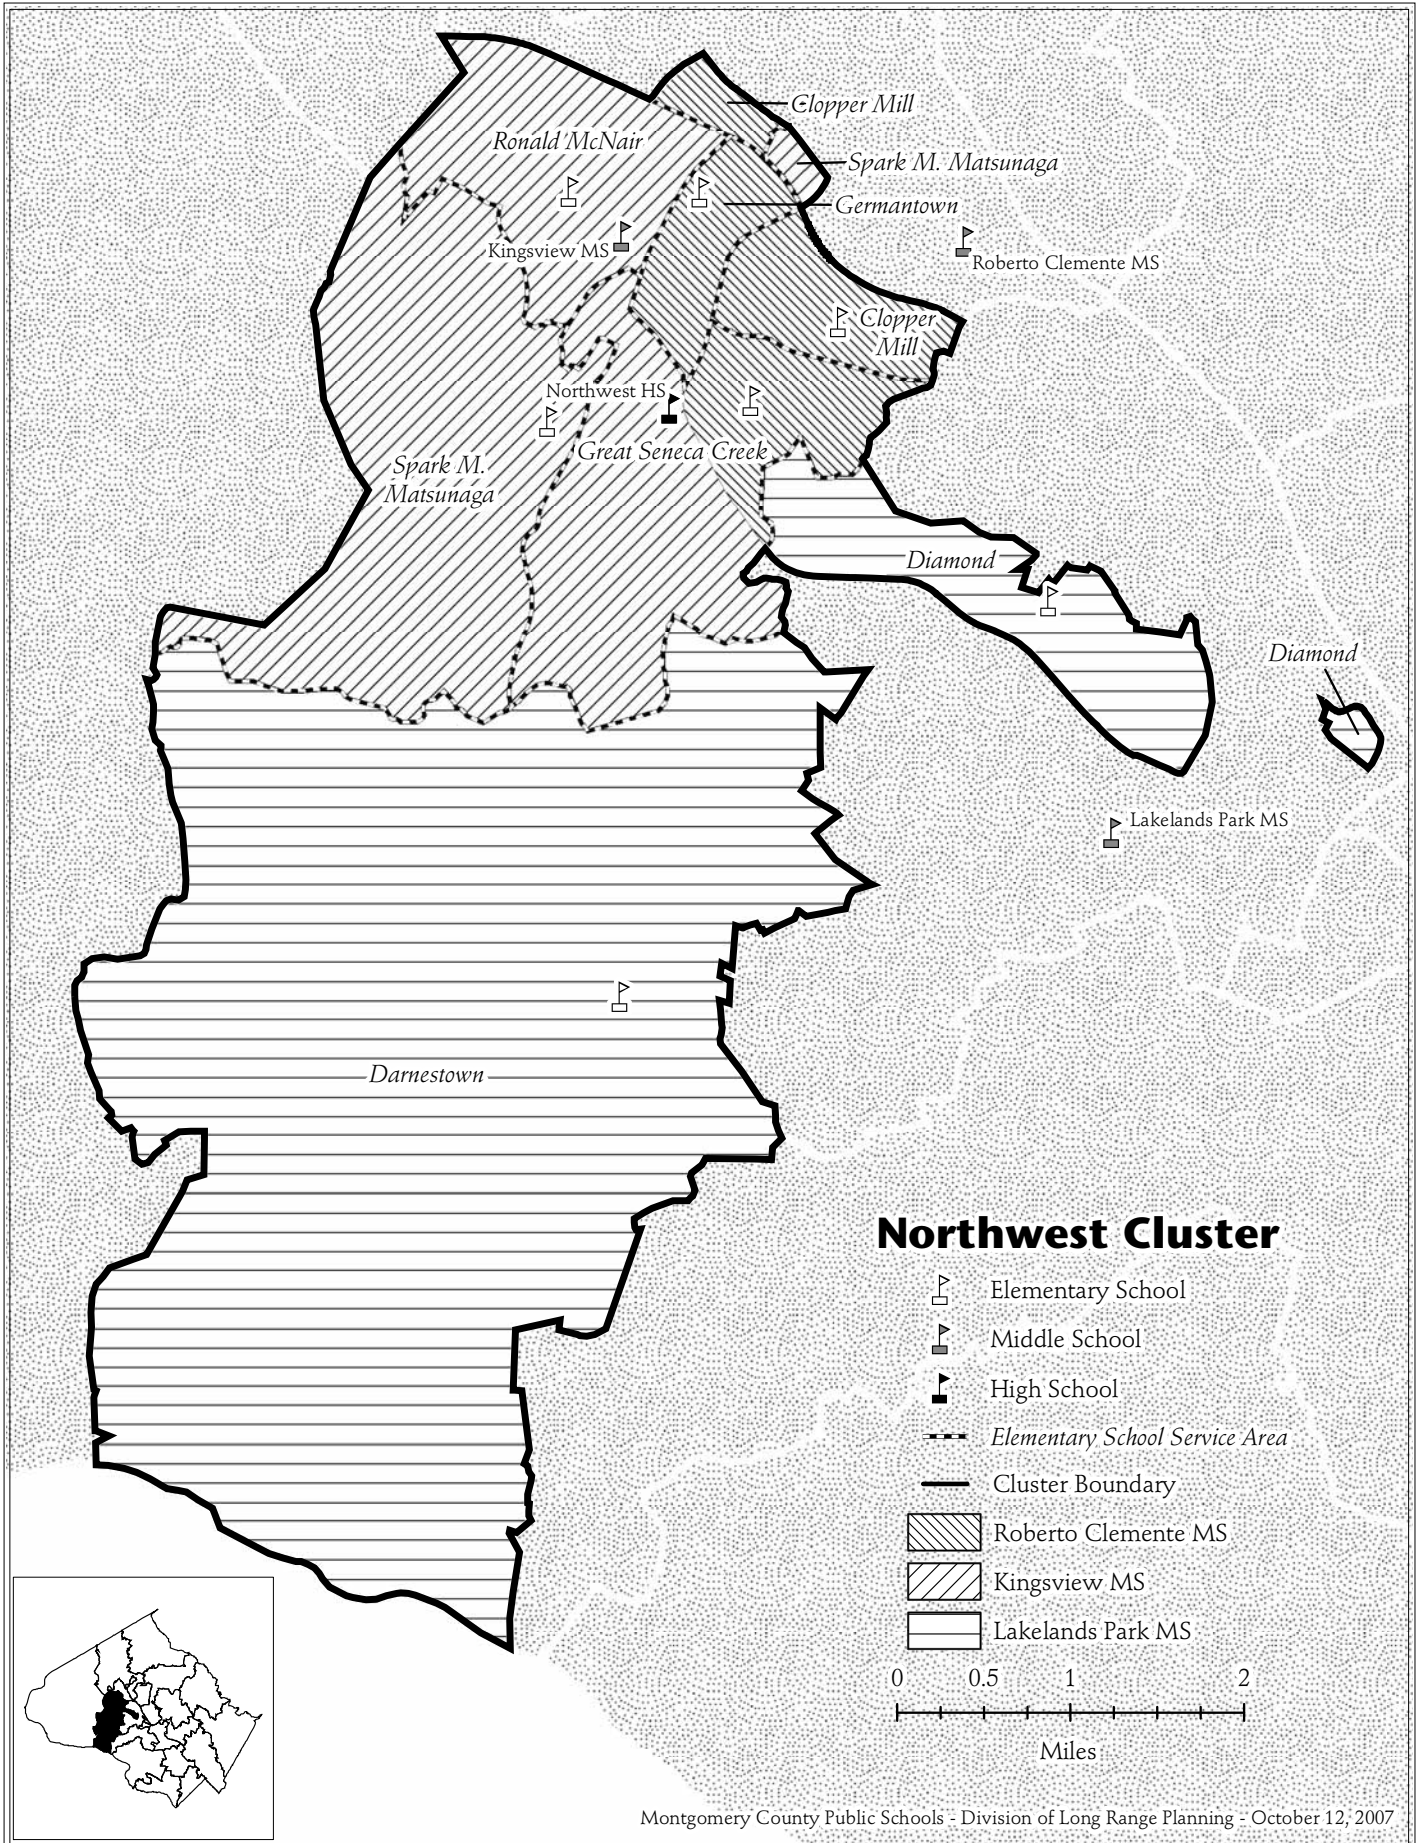 Clopper Mill
Ronald McNair
Spark M. Matsunaga
Germantown
Kingsview MS
Roberto Clemente MS
Clopper
Mill
Northwest HS
Great Seneca Creek
Spark M.
Matsunaga
Diamond
Diamond
Lakelands Park MS
Darnestown
Northwest Cluster
Elementary School
Middle School
High School
Elementary School Service Area
Cluster Boundary
Roberto Clemente MS
Kingsview MS
Lakelands Park MS
0 0.5 1 2
Miles
Montgomery County Public Schools - Division of Long Range Planning - October 12, 2007